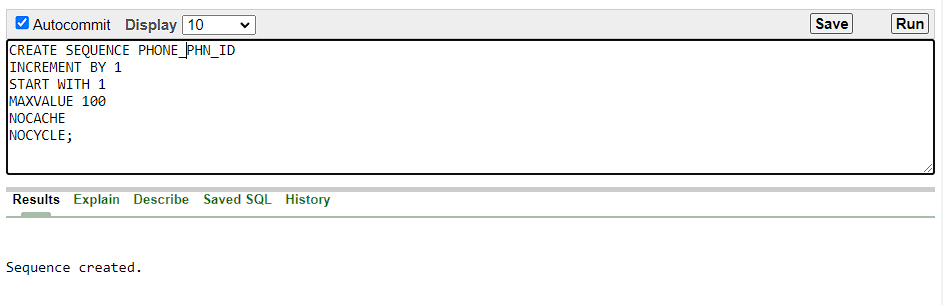 Autocommit Display 10 Save Run
CREATE SEQUENCE PHONE_PHN_ID
INCREMENT BY 1
START WITH 1
MAXVALUE 100
NOCACHE
NOCYCLE;
Results Explain Describe Saved SQL History
Sequence created.